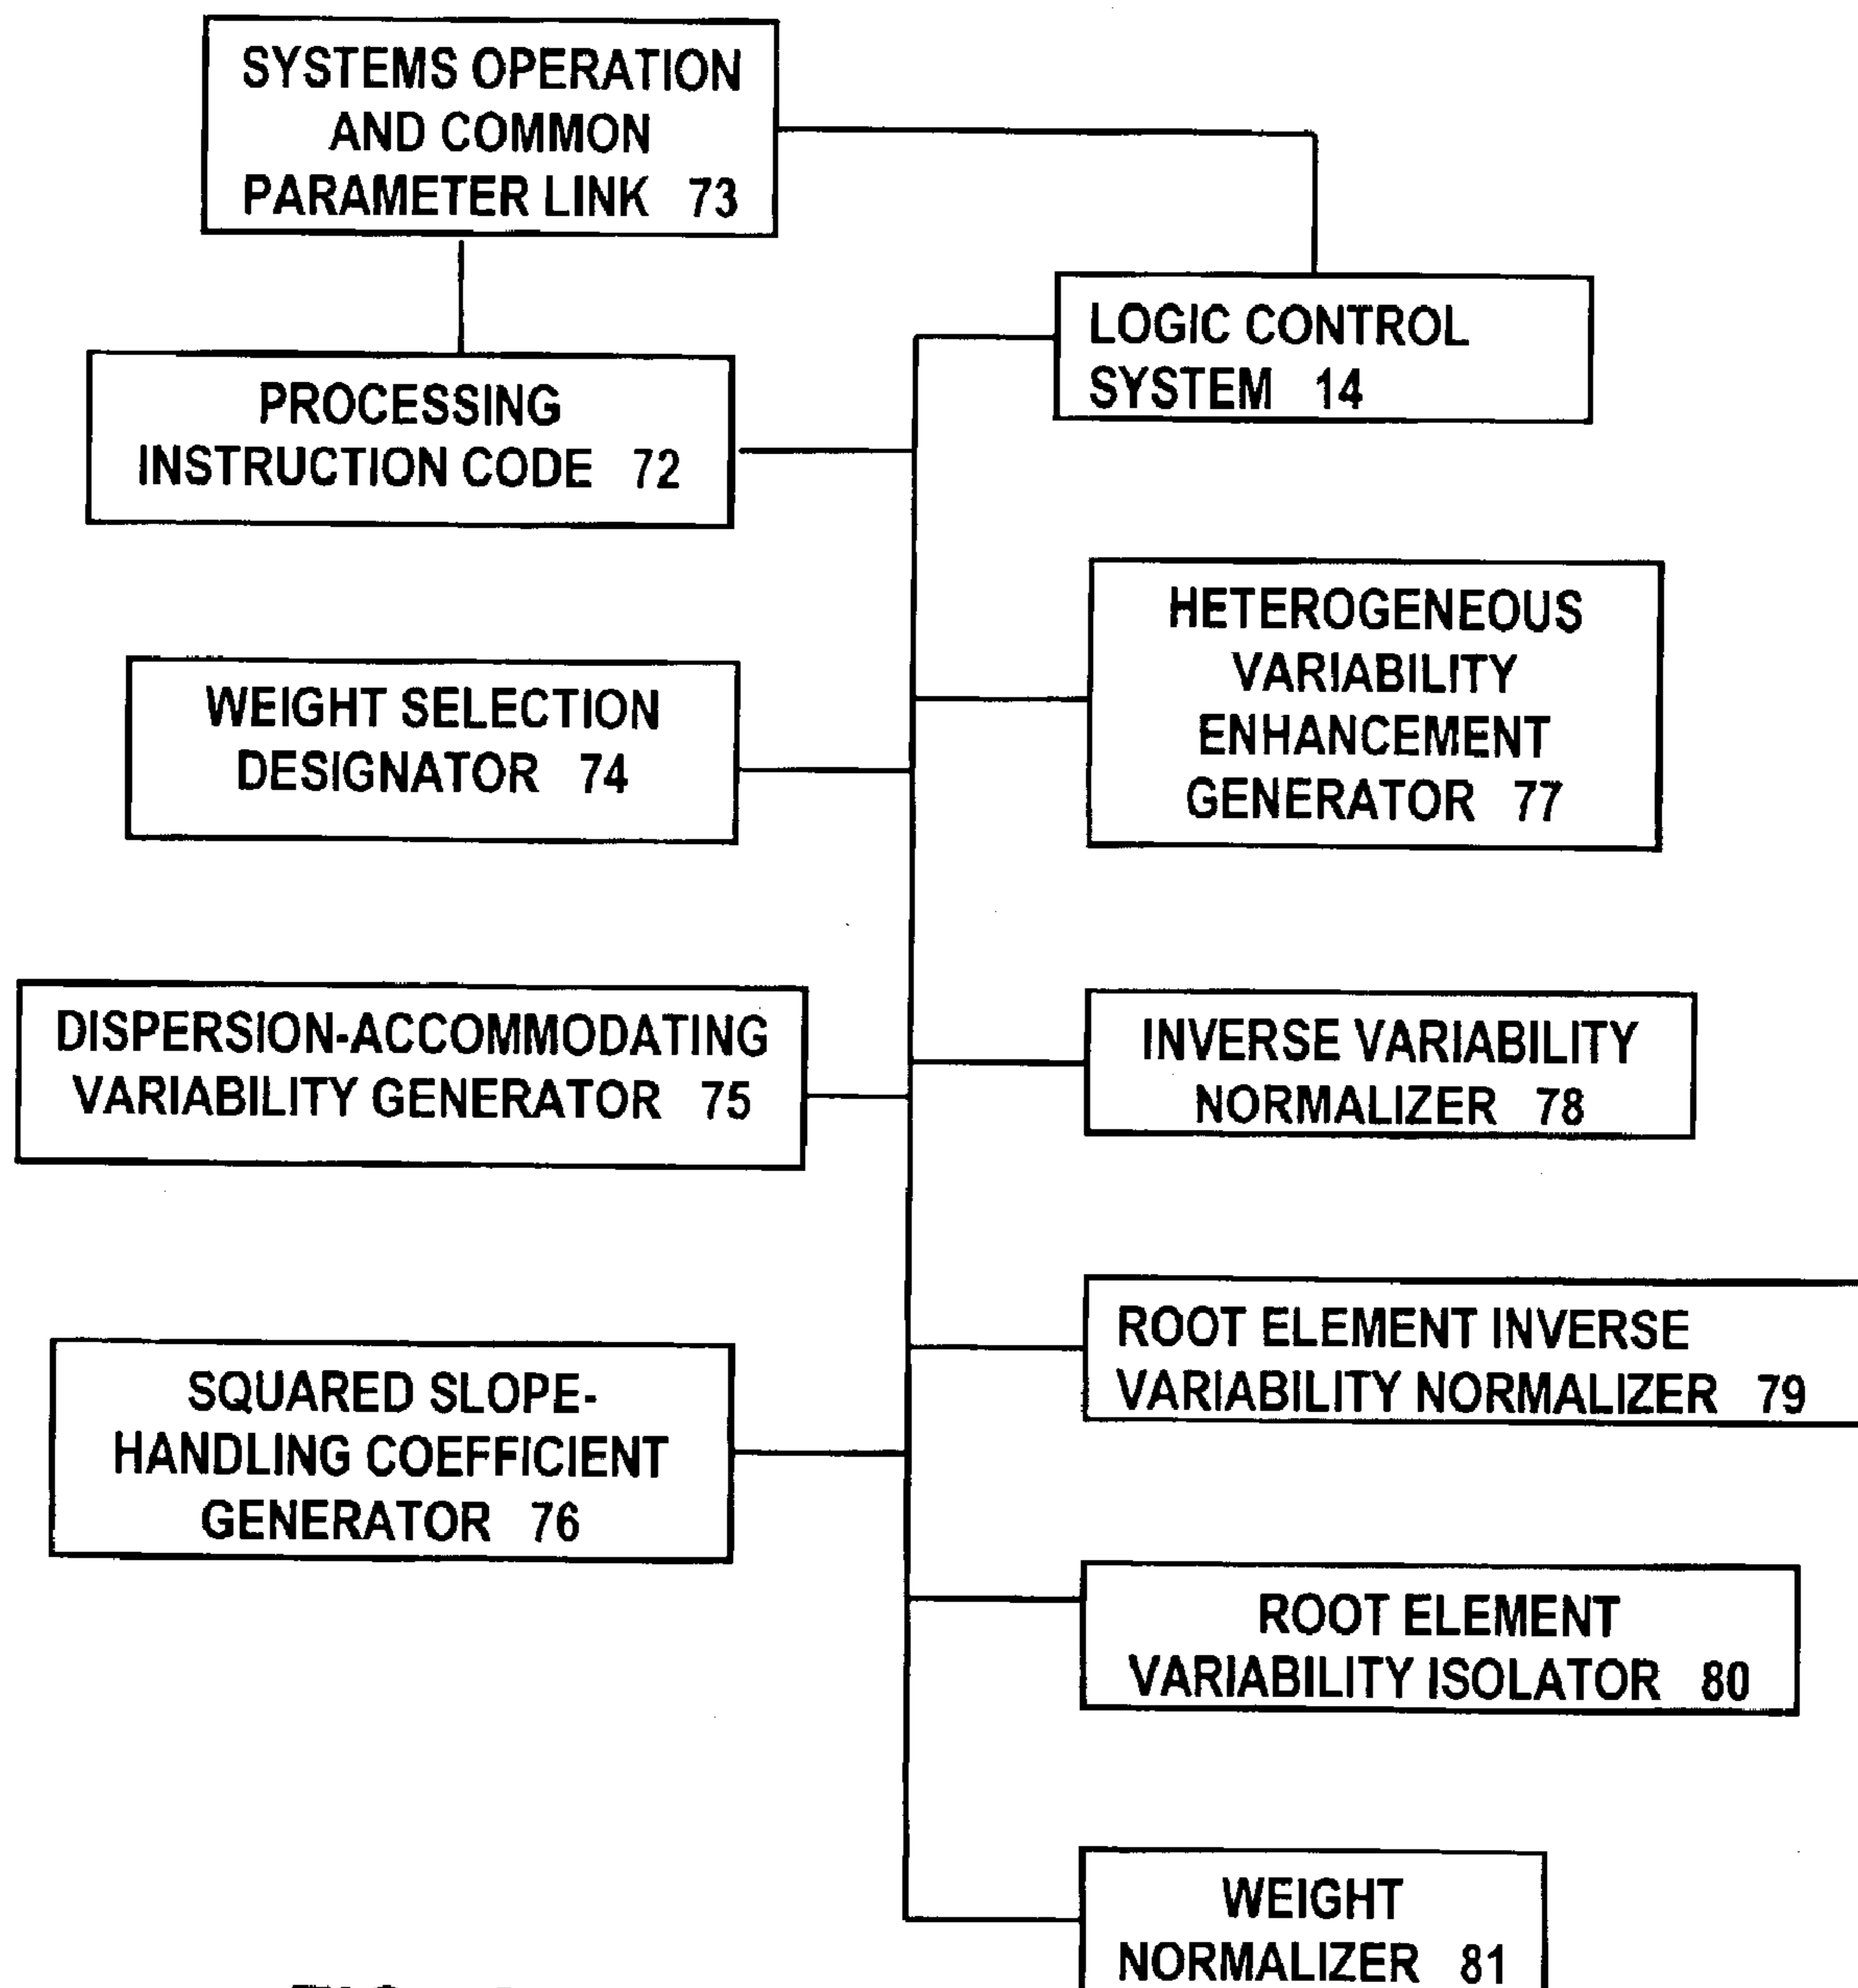 SYSTEMS OPERATION
AND COMMON
PARAMETER LINK 73
LOGIC CONTROL
SYSTEM 14
PROCESSING
INSTRUCTION CODE 72
HETEROGENEOUS
VARIABILITY
ENHANCEMENT
GENERATOR 77
WEIGHT SELECTION
DESIGNATOR 74
DISPERSION-ACCOMMODATING
VARIABILITY GENERATOR 75
INVERSE VARIABILITY
NORMALIZER 78
ROOT ELEMENT INVERSE
VARIABILITY NORMALIZER 79
SQUARED SLOPE-
HANDLING COEFFICIENT
GENERATOR 76
ROOT ELEMENT
VARIABILITY ISOLATOR 80
WEIGHT
NORMALIZER 81